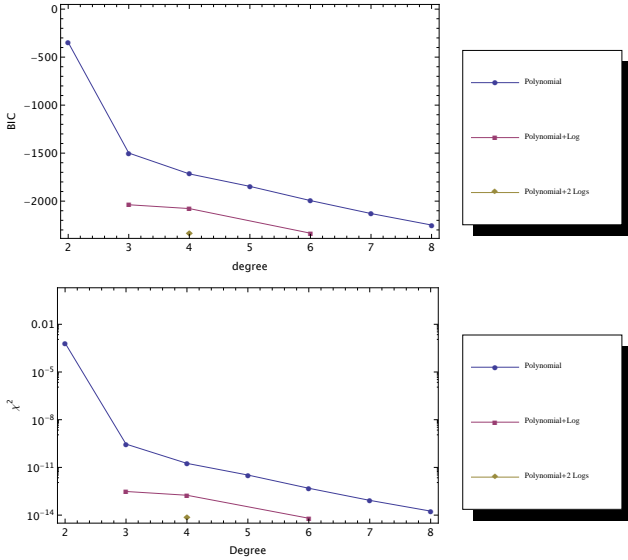 0
−500
−1000
−1500
−2000
BIC
2 3 4 5 6 7 8
degree
Polynomial
Polynomial+Log
Polynomial+2 Logs
0.01
10⁻⁵
10⁻⁸
10⁻¹¹
10⁻¹⁴
χ²
2 3 4 5 6 7 8
Degree
Polynomial
Polynomial+Log
Polynomial+2 Logs